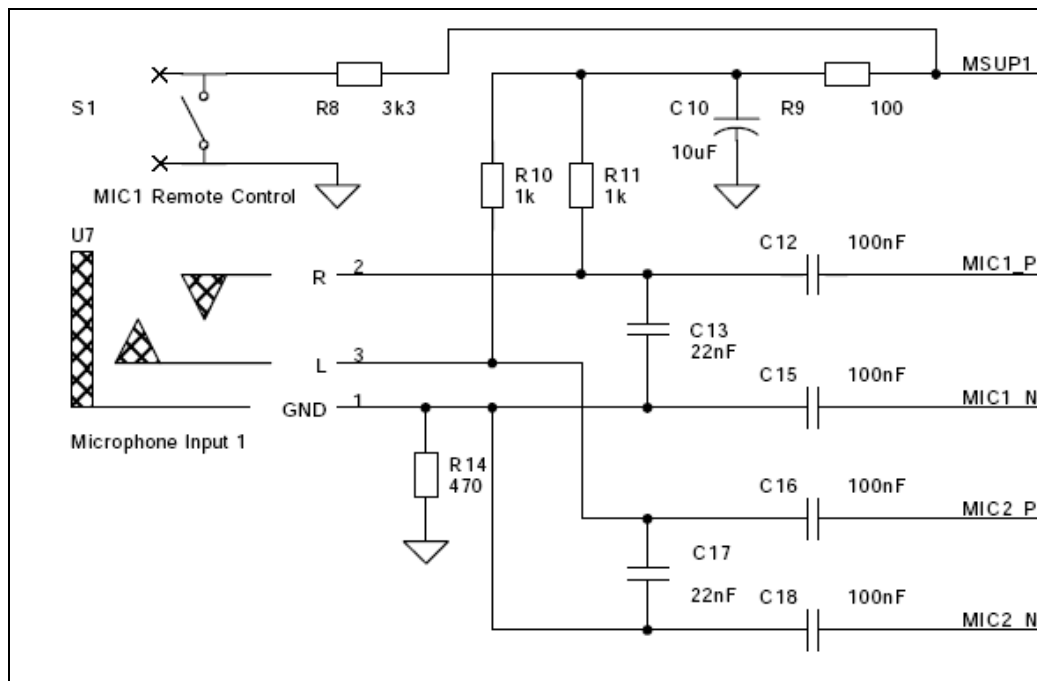 MSUP1
S1
R8
3k3
C10
10uF
R9
100
R10
1k
R11
1k
MIC1 Remote Control
U7
R
2
C12
100nF
MIC1_P
C13
22nF
L
3
GND
1
C15
100nF
MIC1_N
Microphone Input 1
R14
470
C16
100nF
MIC2_P
C17
22nF
C18
100nF
MIC2_N